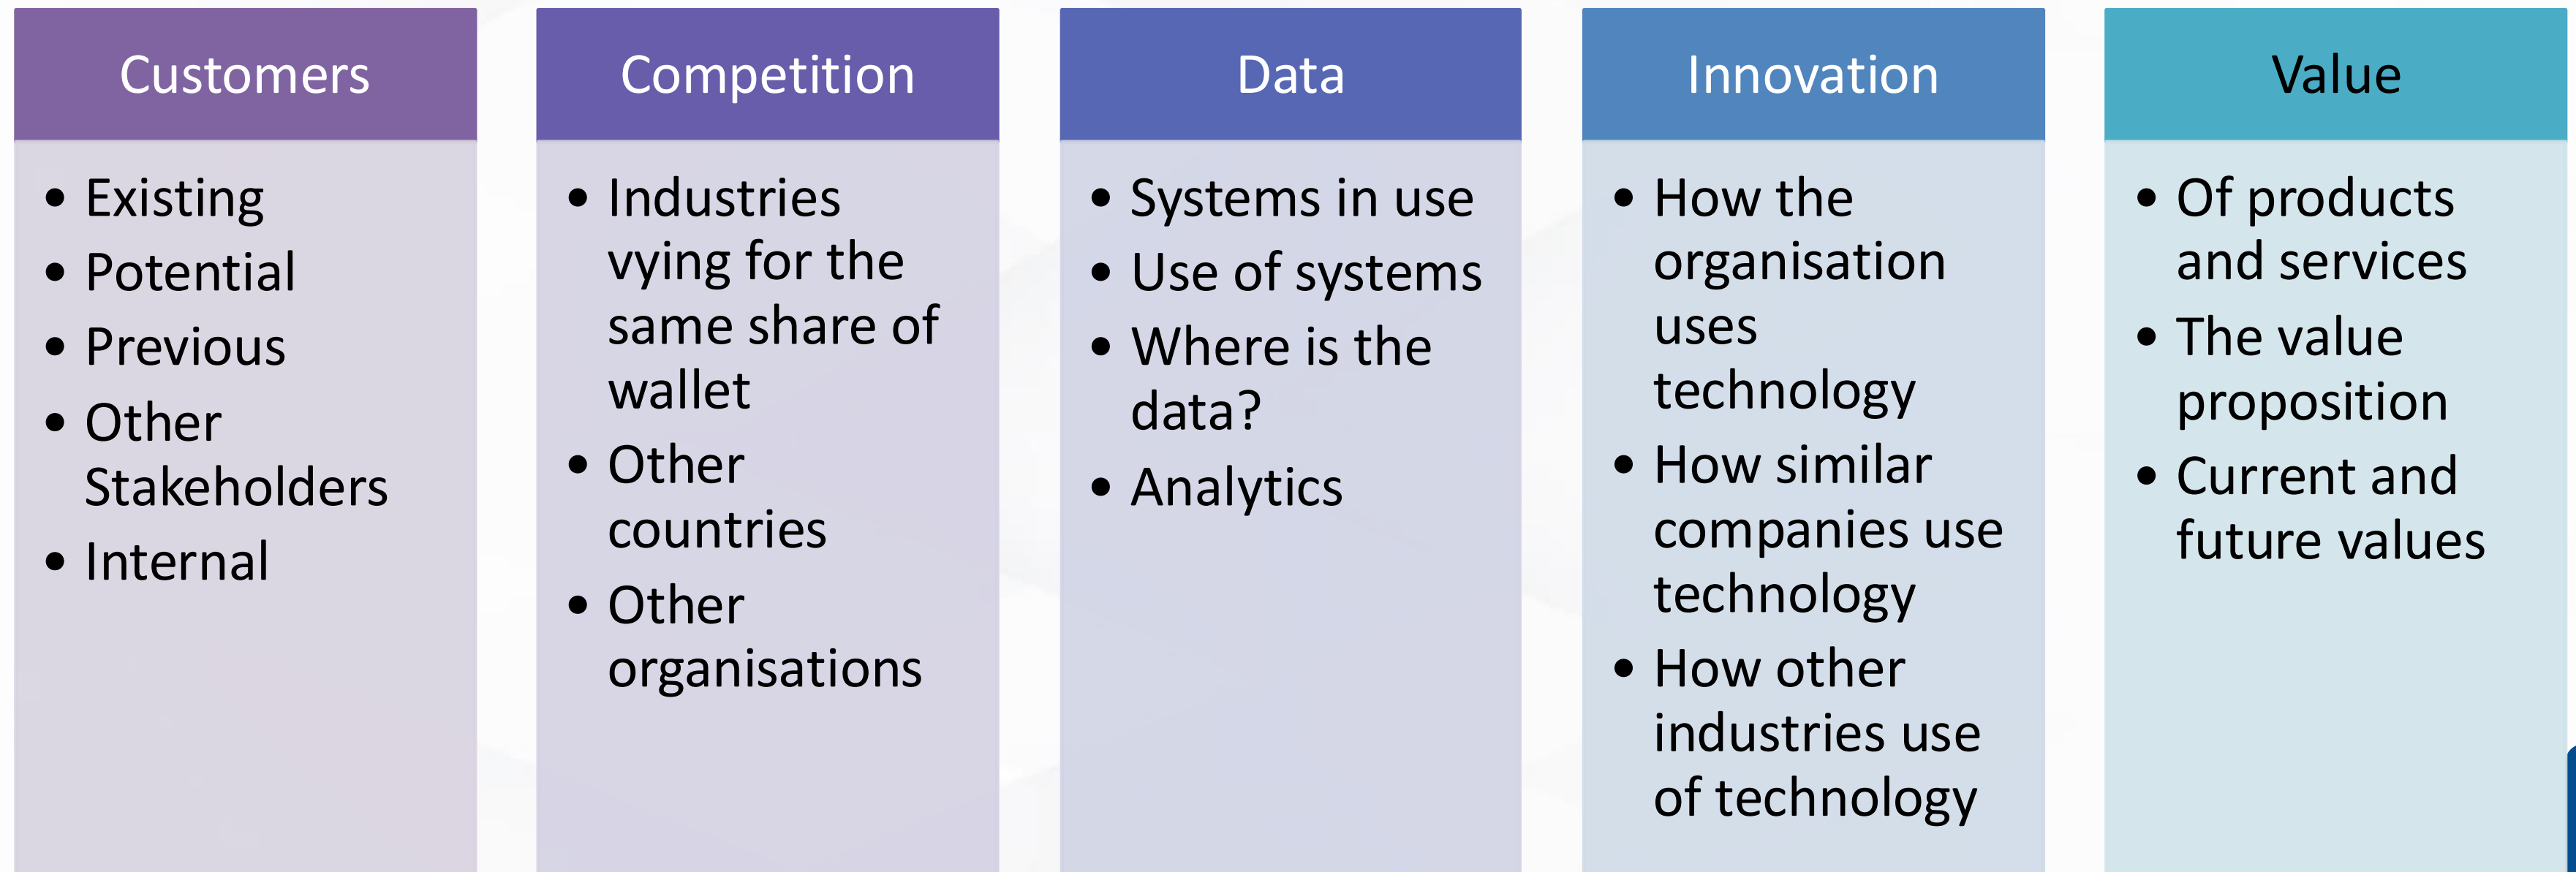 Customers
• Existing
• Potential
• Previous
• Other
Stakeholders
• Internal
Competition
• Industries
vying for the
same share of
wallet
• Other
countries
• Other
organisations
Data
• Systems in use
• Use of systems
• Where is the
data?
• Analytics
Innovation
• How the
organisation
uses
technology
• How similar
companies use
technology
• How other
industries use
of technology
Value
• Of products
and services
• The value
proposition
• Current and
future values